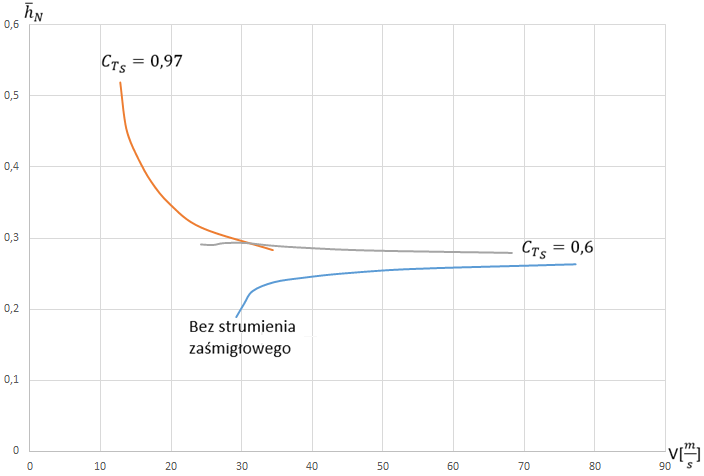 h̄_N
0,6
C_{T_S} = 0,97
0,5
0,4
0,3
C_{T_S} = 0,6
0,2
Bez strumienia
zaśmigłowego
0,1
0
V[m/s]
0 10 20 30 40 50 60 70 80 90